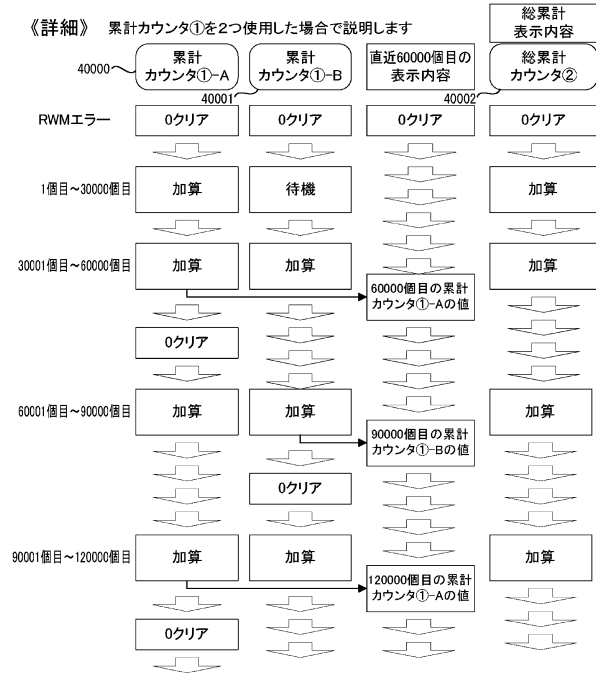 《詳細》 累計カウンタ①を2つ使用した場合で説明します
総累計
表示内容
40000
累計
カウンタ①-A
累計
カウンタ①-B
40001
直近60000個目の
表示内容
総累計
カウンタ②
40002
RWMエラー
0クリア
0クリア
0クリア
0クリア
1個目～30000個目
加算
待機
加算
30001個目～60000個目
加算
加算
加算
60000個目の累計
カウンタ①-Aの値
0クリア
60001個目～90000個目
加算
加算
加算
90000個目の累計
カウンタ①-Bの値
0クリア
90001個目～120000個目
加算
加算
加算
120000個目の累計
カウンタ①-Aの値
0クリア